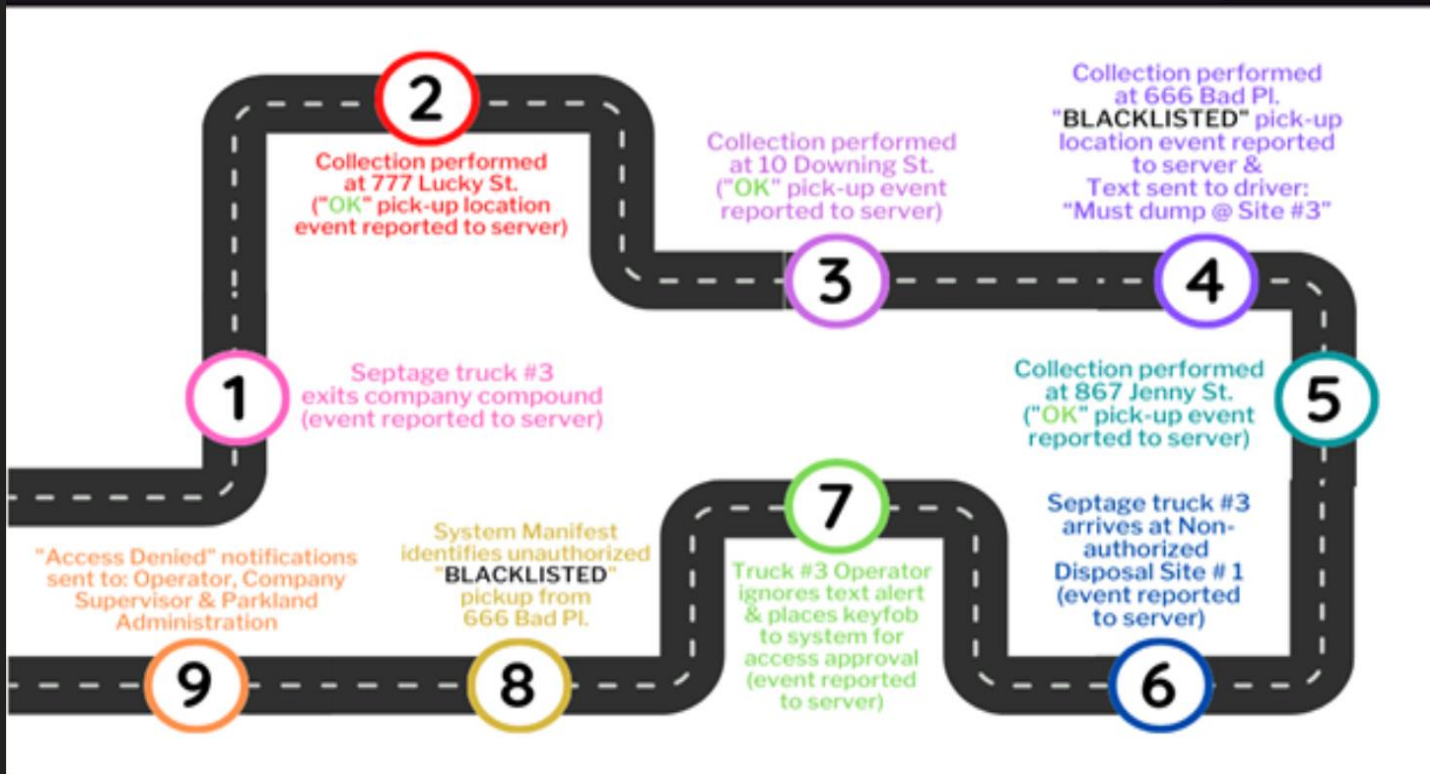 1
Septage truck #3
exits company compound
(event reported to server)
2
Collection performed
at 777 Lucky St.
("OK" pick-up location
event reported to server)
3
Collection performed
at 10 Downing St.
("OK" pick-up event
reported to server)
4
Collection performed
at 666 Bad Pl.
"BLACKLISTED" pick-up
location event reported
to server &
Text sent to driver:
"Must dump @ Site #3"
5
Collection performed
at 867 Jenny St.
("OK" pick-up event
reported to server)
6
Septage truck #3
arrives at Non-
authorized
Disposal Site # 1
(event reported
to server)
7
Truck #3 Operator
ignores text alert
& places keyfob
to system for
access approval
(event reported
to server)
8
System Manifest
identifies unauthorized
"BLACKLISTED"
pickup from
666 Bad Pl.
9
"Access Denied" notifications
sent to: Operator, Company
Supervisor & Parkland
Administration